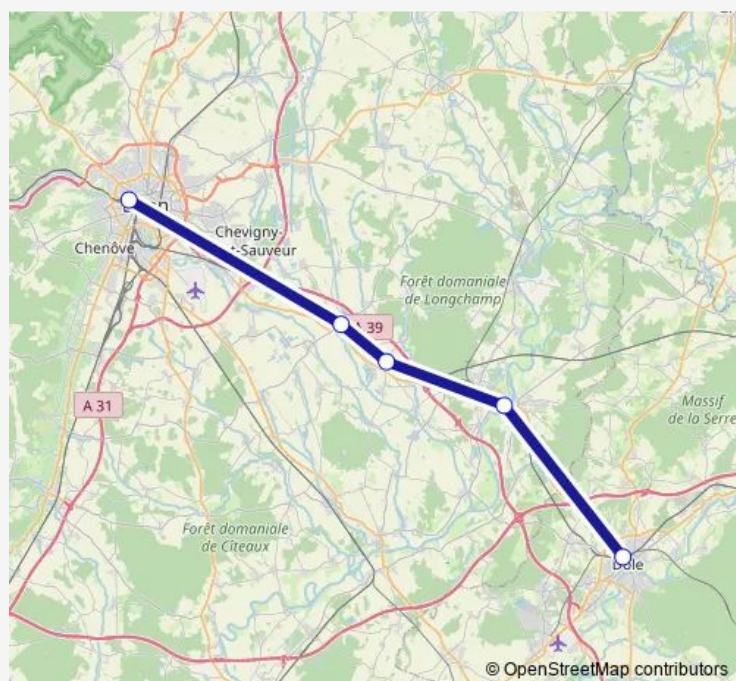 Chenôve
Chevigny-
t-Sauveur
Forêt domaniale
de Longchamp
A 39
A 31
Massif
de la Serre
Forêt domaniale
de Cîteaux
© OpenStreetMap contributors